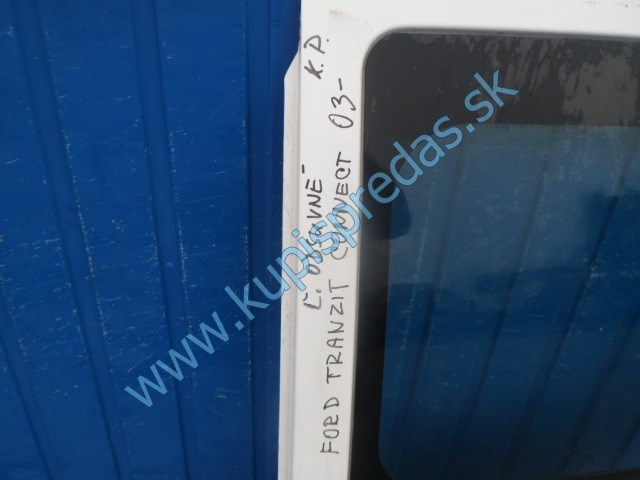 Ľ. ODSUVNÉ K.P.
FORD TRANZIT CONNECT 03-
www.kupispredas.sk